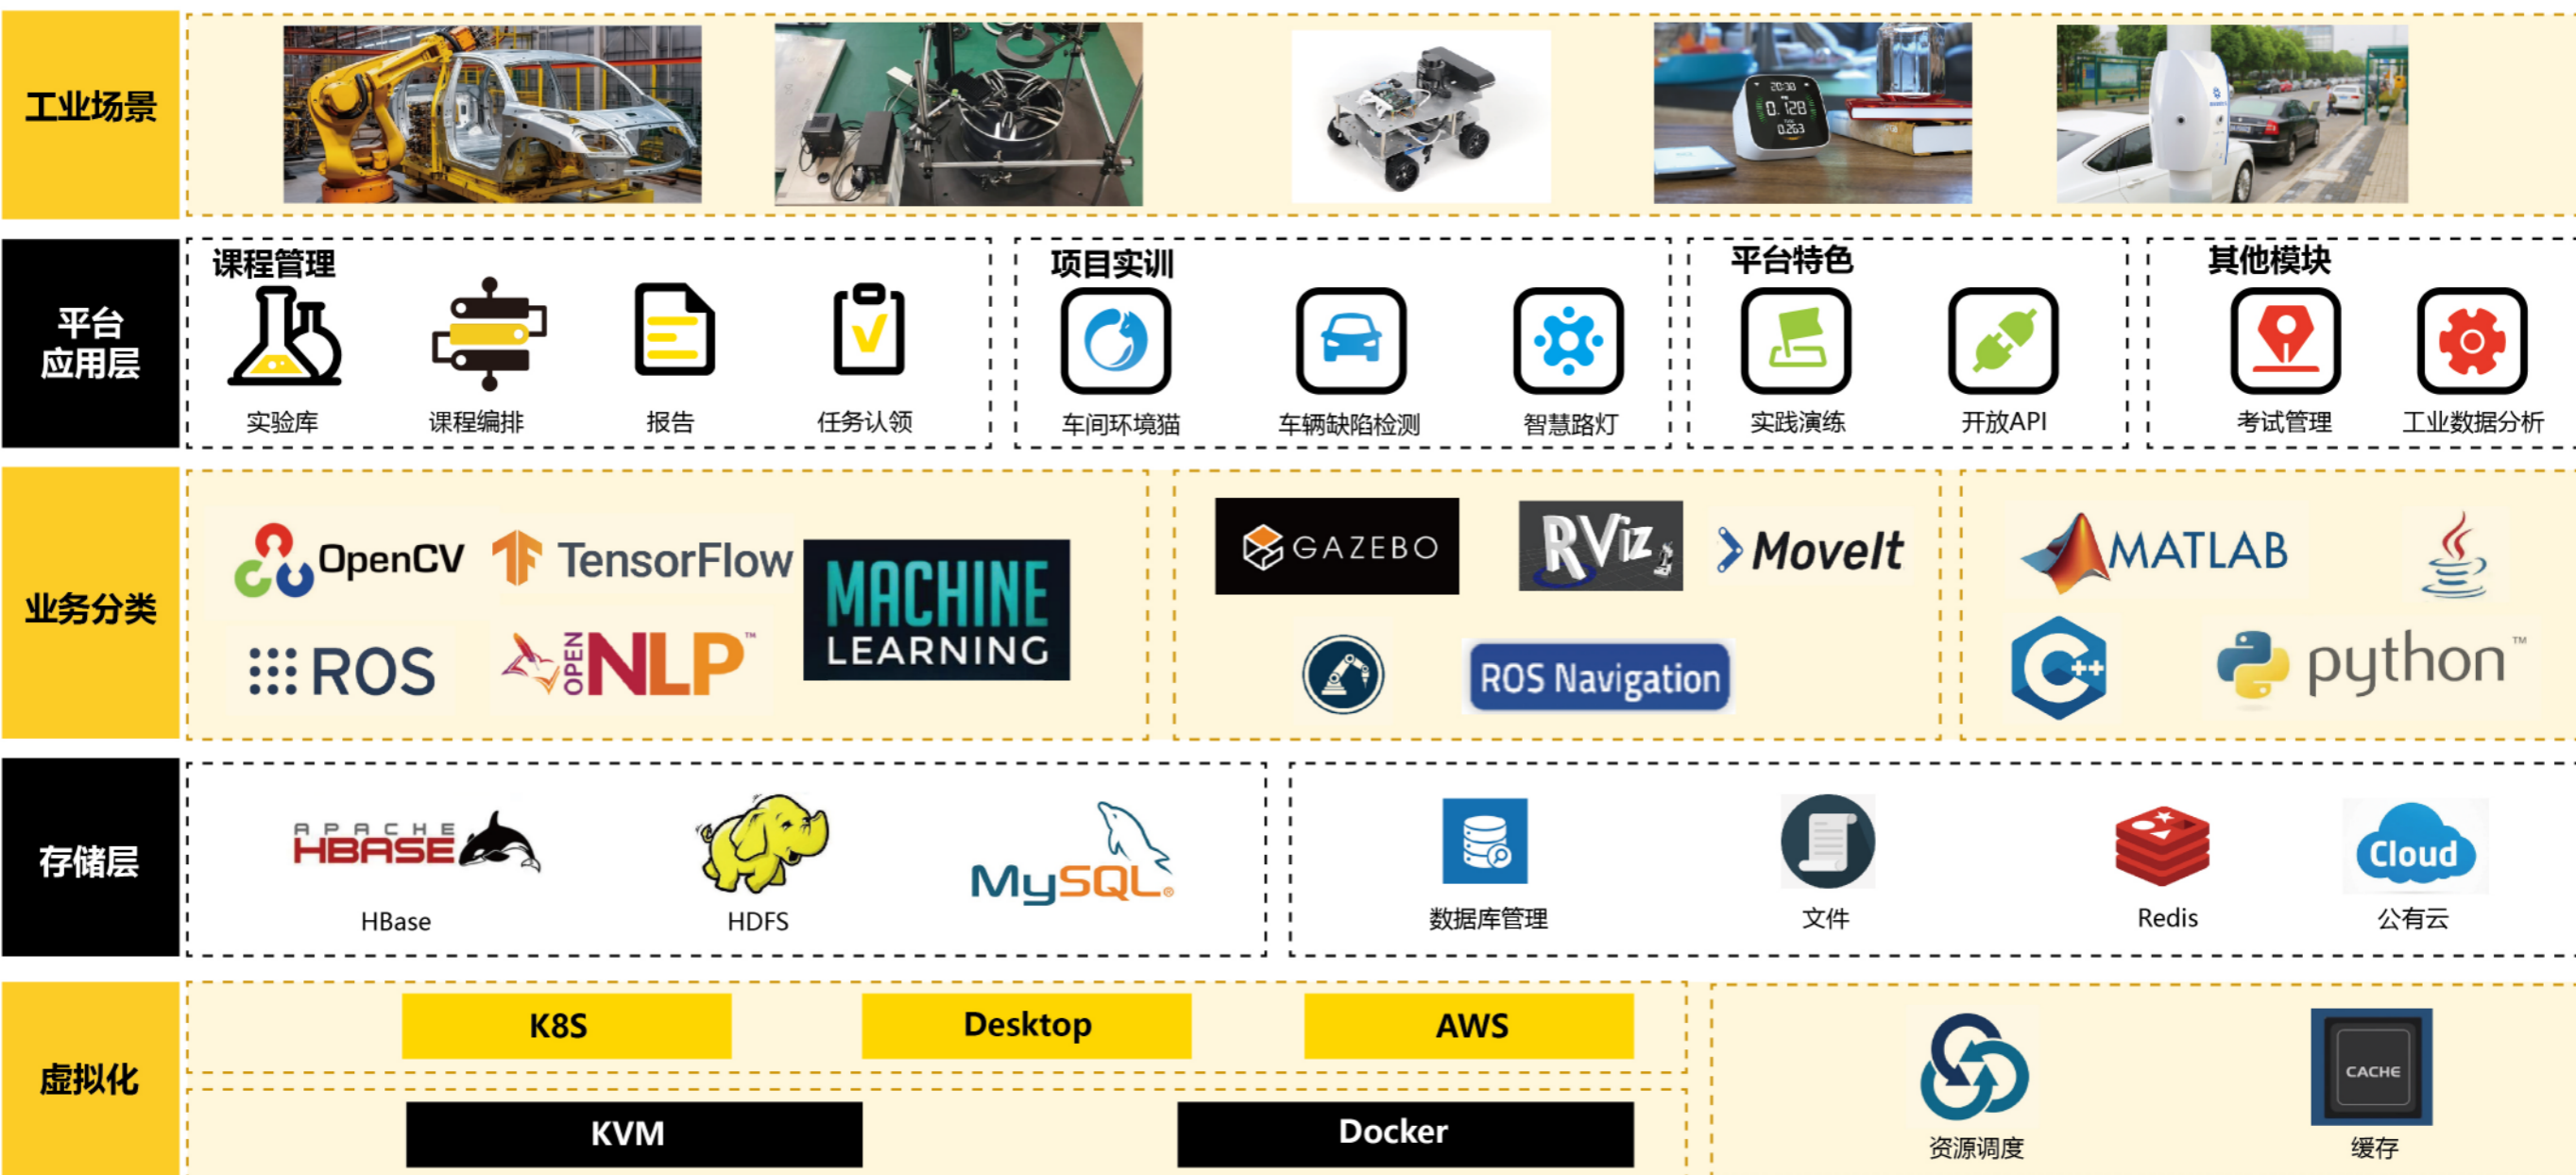 工业场景
20:30
0.128
0.263
平台
应用层
课程管理
实验库
课程编排
报告
任务认领
项目实训
车间环境猫
车辆缺陷检测
智慧路灯
平台特色
实践演练
开放API
其他模块
考试管理
工业数据分析
业务分类
OpenCV
TensorFlow
MACHINE
LEARNING
ROS
OPEN NLP™
GAZEBO
RViz
MoveIt
ROS Navigation
MATLAB
C++
python™
存储层
APACHE
HBASE
HBase
HDFS
MySQL®
数据库管理
文件
Redis
Cloud
公有云
虚拟化
K8S
Desktop
AWS
KVM
Docker
资源调度
CACHE
缓存